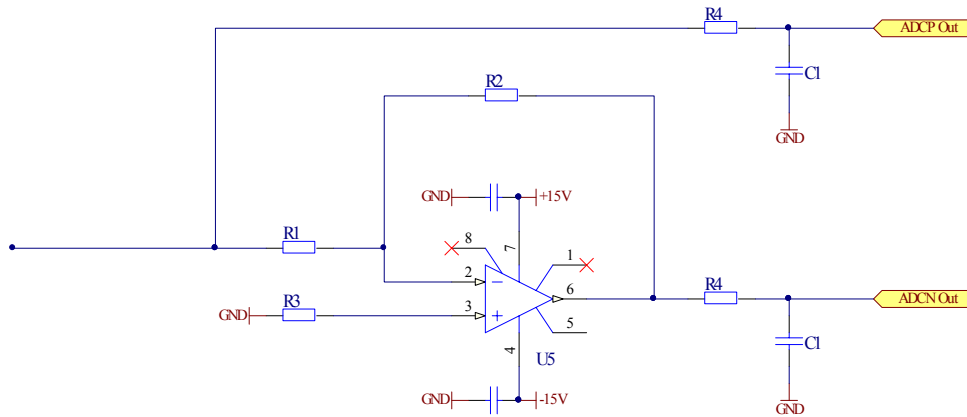 R4
ADCP Out
C1
GND
R2
GND
+15V
R1
8
7
1
2
6
R4
ADCN Out
GND
R3
3
5
4
U5
C1
GND
-15V
GND